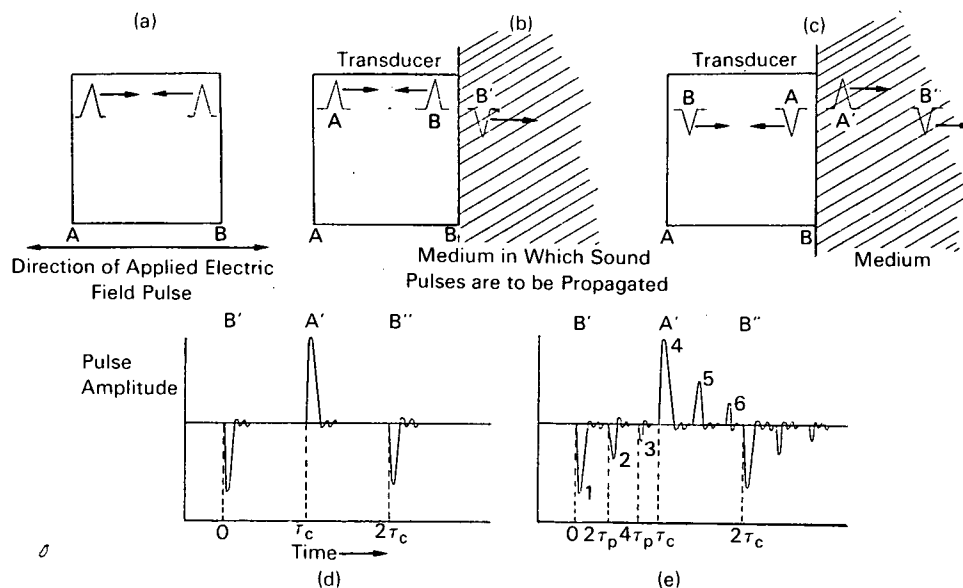 (a)
(b)
(c)
Transducer
Transducer
A
B
B'
B
A
A'
B''
A
B
A
B
A
B
Direction of Applied Electric
Field Pulse
Medium in Which Sound
Pulses are to be Propagated
Medium
B'
A'
B''
Pulse
Amplitude
0
τc
2τc
Time
(d)
B'
A'
B''
4
5
6
1
2
3
0
2τp
4τp
τc
2τc
(e)